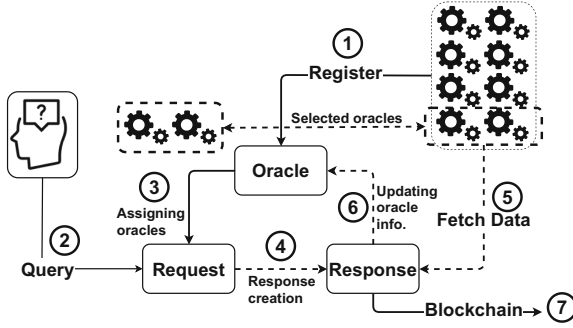 1
Register
?
Selected oracles
Oracle
3
Assigning
oracles
6
Updating
oracle
info.
5
Fetch Data
2
Query
Request
4
Response
creation
Response
Blockchain
7